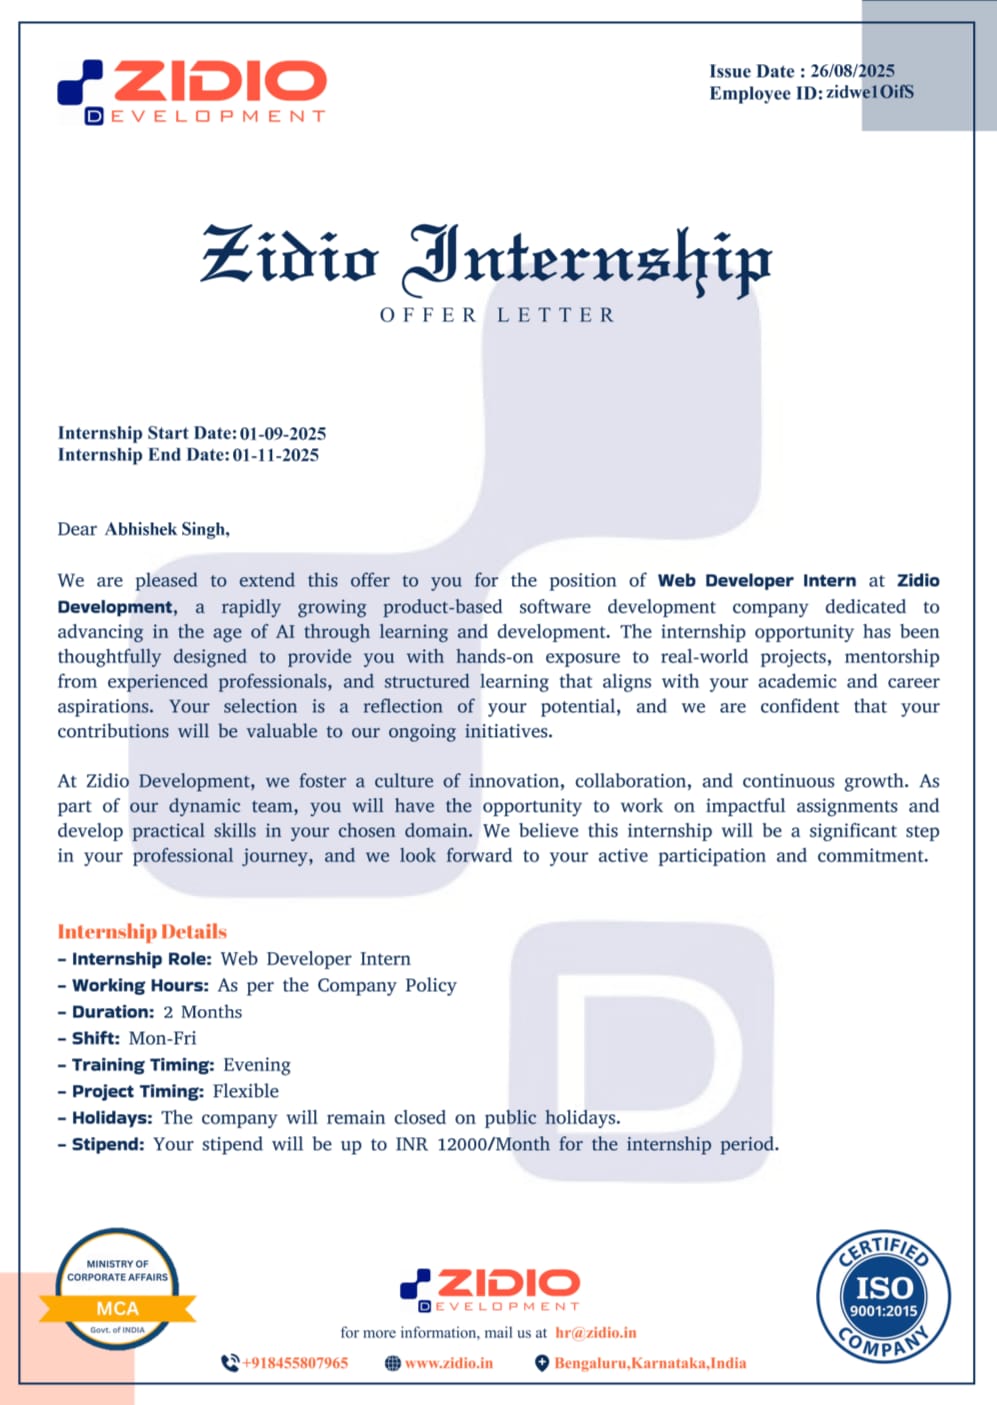 ZIDIO
DEVELOPMENT
Issue Date : 26/08/2025
Employee ID: zidwe1OifS
Zidio Internship
OFFER LETTER
Internship Start Date: 01-09-2025
Internship End Date: 01-11-2025
Dear Abhishek Singh,
We are pleased to extend this offer to you for the position of Web Developer Intern at Zidio
Development, a rapidly growing product-based software development company dedicated to
advancing in the age of AI through learning and development. The internship opportunity has been
thoughtfully designed to provide you with hands-on exposure to real-world projects, mentorship
from experienced professionals, and structured learning that aligns with your academic and career
aspirations. Your selection is a reflection of your potential, and we are confident that your
contributions will be valuable to our ongoing initiatives.
At Zidio Development, we foster a culture of innovation, collaboration, and continuous growth. As
part of our dynamic team, you will have the opportunity to work on impactful assignments and
develop practical skills in your chosen domain. We believe this internship will be a significant step
in your professional journey, and we look forward to your active participation and commitment.
Internship Details
– Internship Role: Web Developer Intern
– Working Hours: As per the Company Policy
– Duration: 2 Months
– Shift: Mon-Fri
– Training Timing: Evening
– Project Timing: Flexible
– Holidays: The company will remain closed on public holidays.
– Stipend: Your stipend will be up to INR 12000/Month for the internship period.
MINISTRY OF
CORPORATE AFFAIRS
MCA
Govt. of INDIA
ZIDIO
DEVELOPMENT
for more information, mail us at hr@zidio.in
+918455807965 www.zidio.in Bengaluru,Karnataka,India
CERTIFIED
ISO
9001:2015
COMPANY